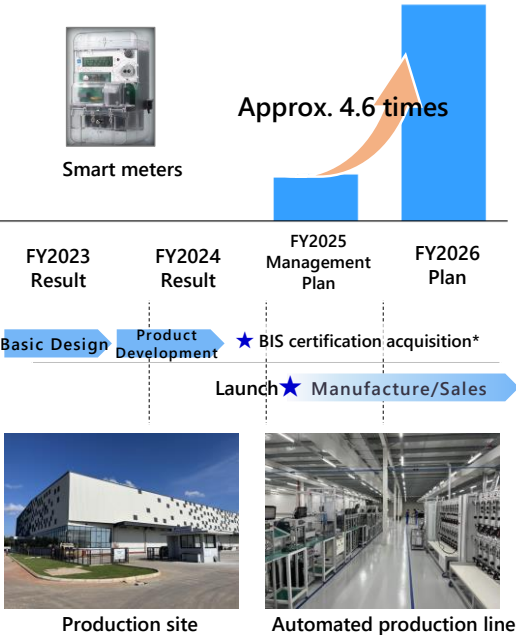 Approx. 4.6 times
Smart meters
FY2023
Result
FY2024
Result
FY2025
Management
Plan
FY2026
Plan
Basic Design
Product
Development
★ BIS certification acquisition*
Launch ★ Manufacture/Sales
Production site
Automated production line